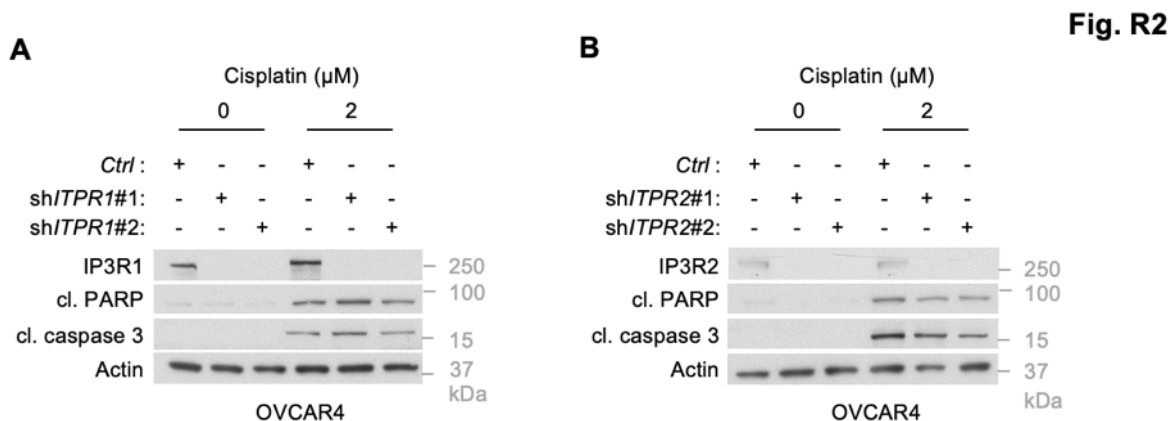 Fig. R2
A
Cisplatin (µM)
0 2
Ctrl : + - - + - -
shITPR1#1: - + - - + -
shITPR1#2: - - + - - +
IP3R1 250
cl. PARP 100
cl. caspase 3 15
Actin 37
kDa
OVCAR4
B
Cisplatin (µM)
0 2
Ctrl : + - - + - -
shITPR2#1: - + - - + -
shITPR2#2: - - + - - +
IP3R2 250
cl. PARP 100
cl. caspase 3 15
Actin 37
kDa
OVCAR4